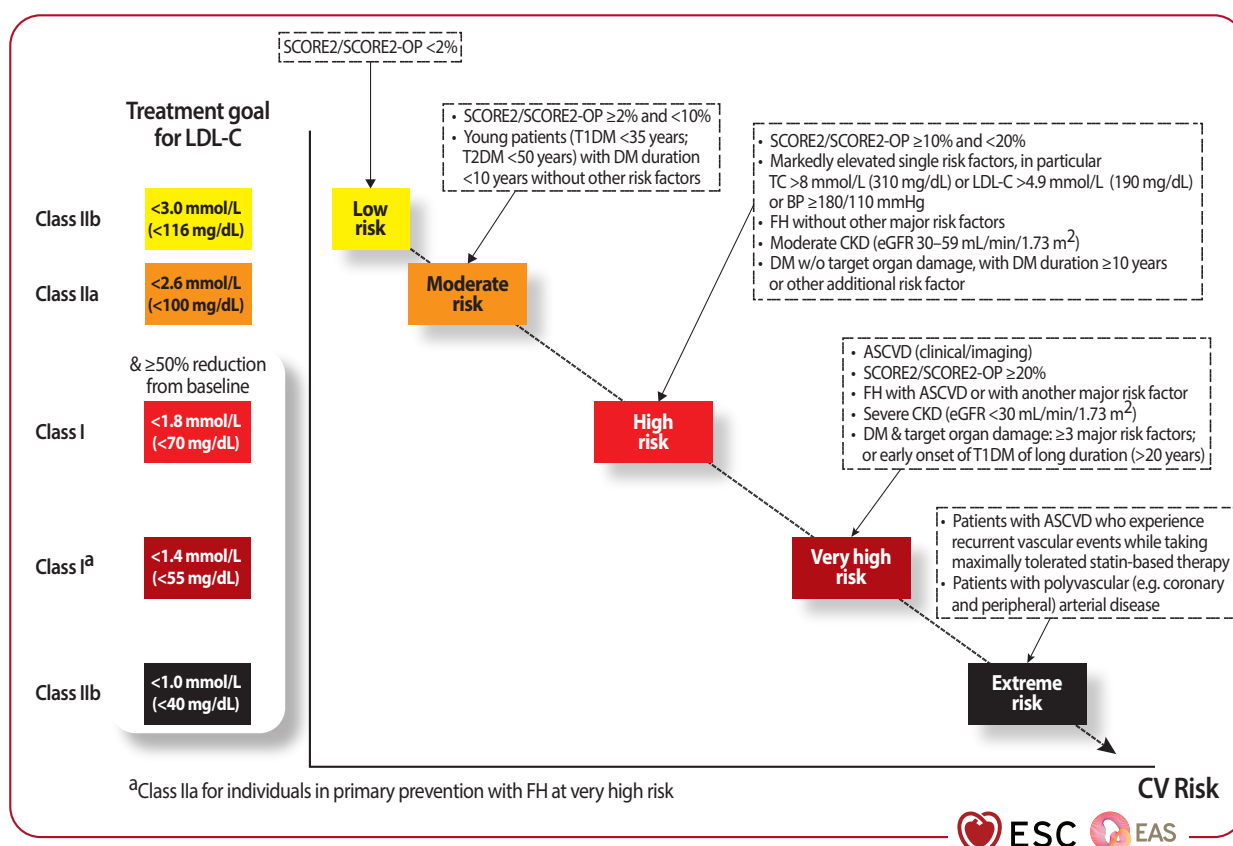 SCORE2/SCORE2-OP <2%
Treatment goal
for LDL-C
• SCORE2/SCORE2-OP ≥2% and <10%
• Young patients (T1DM <35 years;
T2DM <50 years) with DM duration
<10 years without other risk factors
• SCORE2/SCORE2-OP ≥10% and <20%
• Markedly elevated single risk factors, in particular
TC >8 mmol/L (310 mg/dL) or LDL-C >4.9 mmol/L (190 mg/dL)
or BP ≥180/110 mmHg
• FH without other major risk factors
• Moderate CKD (eGFR 30–59 mL/min/1.73 m²)
• DM w/o target organ damage, with DM duration ≥10 years
or other additional risk factor
Class IIb
<3.0 mmol/L
(<116 mg/dL)
Low
risk
Class IIa
<2.6 mmol/L
(<100 mg/dL)
Moderate
risk
& ≥50% reduction
from baseline
Class I
<1.8 mmol/L
(<70 mg/dL)
High
risk
• ASCVD (clinical/imaging)
• SCORE2/SCORE2-OP ≥20%
• FH with ASCVD or with another major risk factor
• Severe CKD (eGFR <30 mL/min/1.73 m²)
• DM & target organ damage: ≥3 major risk factors;
or early onset of T1DM of long duration (>20 years)
Class Iᵃ
<1.4 mmol/L
(<55 mg/dL)
Very high
risk
• Patients with ASCVD who experience
recurrent vascular events while taking
maximally tolerated statin-based therapy
• Patients with polyvascular (e.g. coronary
and peripheral) arterial disease
Class IIb
<1.0 mmol/L
(<40 mg/dL)
Extreme
risk
ᵃClass IIa for individuals in primary prevention with FH at very high risk
CV Risk
ESC
EAS